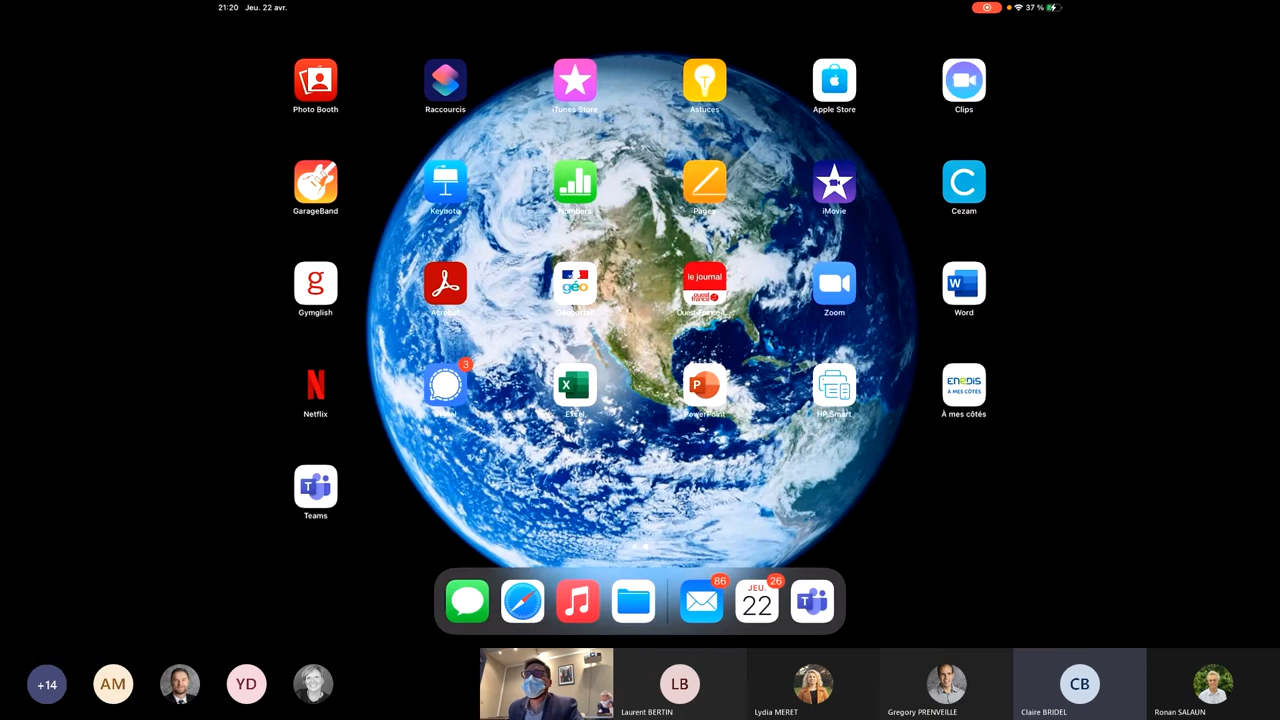 21:20 Jeu. 22 avr.
37 %
Photo Booth
Raccourcis
iTunes Store
Astuces
Apple Store
Clips
GarageBand
Keynote
Numbers
Pages
iMovie
C
Cezam
g
Gymglish
Acrobat
géo
Géoportail
le journal
ouest france
Zoom
W
Word
N
Netflix
3
Signal
X
Excel
P
PowerPoint
HP Smart
ENEDIS
À MES CÔTÉS
À mes côtés
T
Teams
86
26
JEU.
22
T
+14
AM
YD
LB
Laurent BERTIN
Lydia MERET
Gregory PRENVEILLE
CB
Claire BRIDEL
Ronan SALAUN